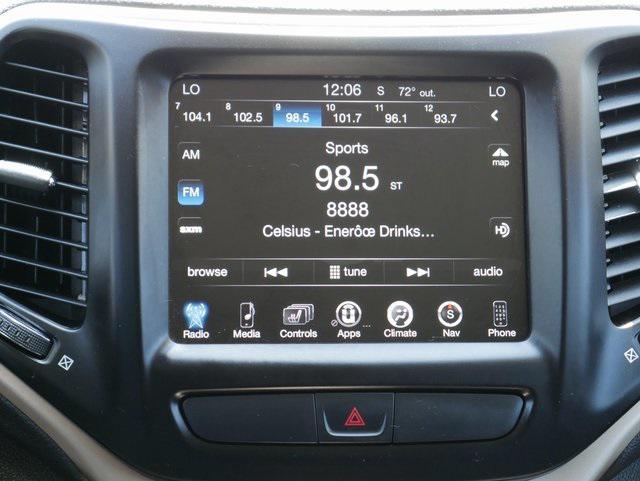 LO 12:06 S 72° out. LO
7 104.1 8 102.5 9 98.5 10 101.7 11 96.1 12 93.7
AM Sports
98.5 ST map
FM
8888
sxm Celsius - Enerôœ Drinks... HD
browse tune audio
Radio Media Controls Apps ... Climate S Nav Phone